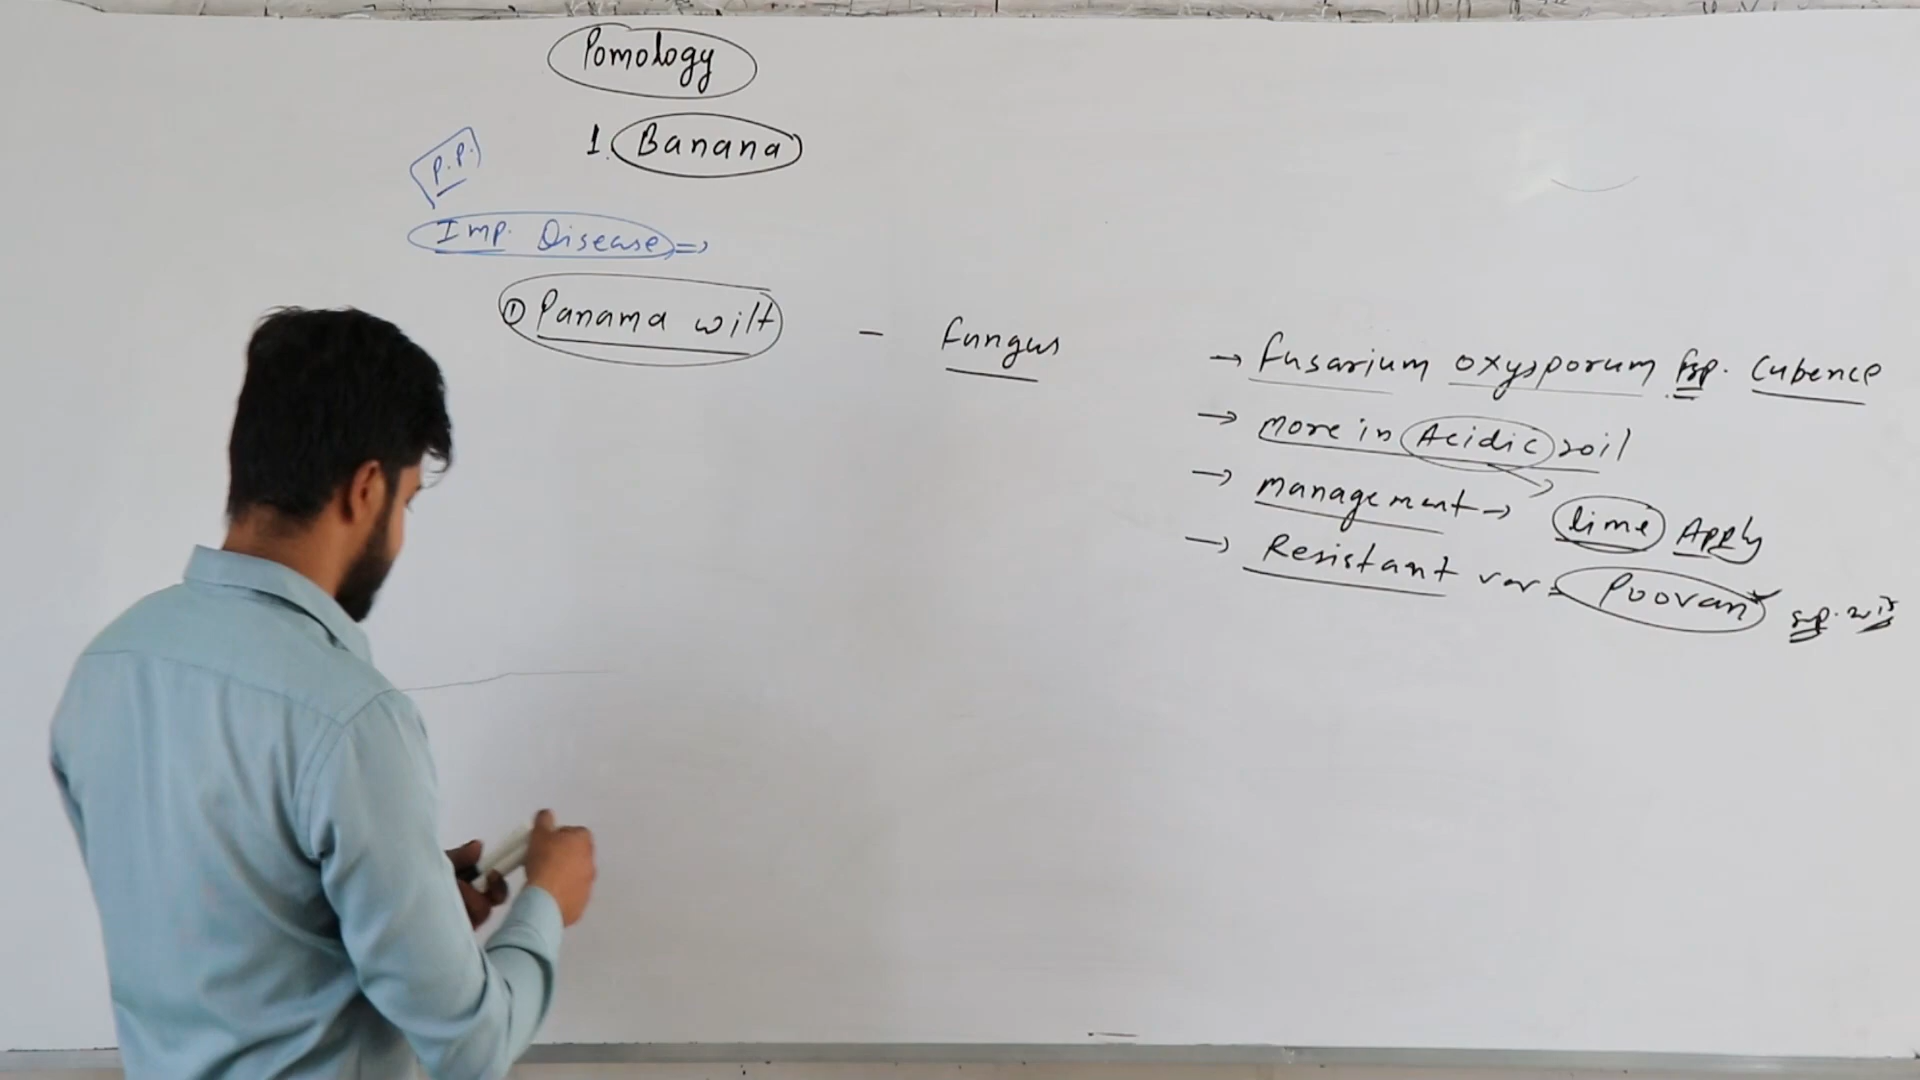 Pomology
1. Banana
P.P.
Imp. Disease =>
① Panama wilt - Fungus
→ Fusarium oxysporum fsp. Cubence
→ more in Acidic soil
→ management → lime Apply
→ Resistant var = Poovan